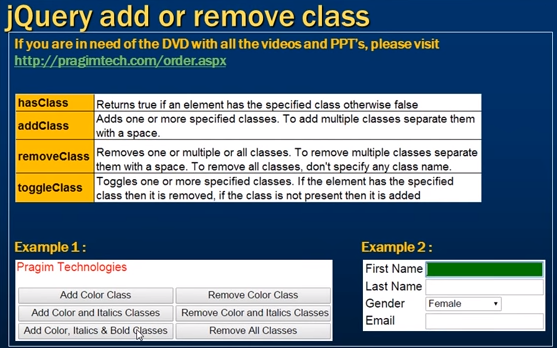 jQuery add or remove class
If you are in need of the DVD with all the videos and PPT's, please visit
http://pragimtech.com/order.aspx
hasClass Returns true if an element has the specified class otherwise false
addClass Adds one or more specified classes. To add multiple classes separate them
with a space.
removeClass Removes one or multiple or all classes. To remove multiple classes separate
them with a space. To remove all classes, don't specify any class name.
toggleClass Toggles one or more specified classes. If the element has the specified
class then it is removed, if the class is not present then it is added
Example 1 : Example 2 :
Pragim Technologies
Add Color Class Remove Color Class
Add Color and Italics Classes Remove Color and Italics Classes
Add Color, Italics & Bold Classes Remove All Classes
First Name
Last Name
Gender Female
Email